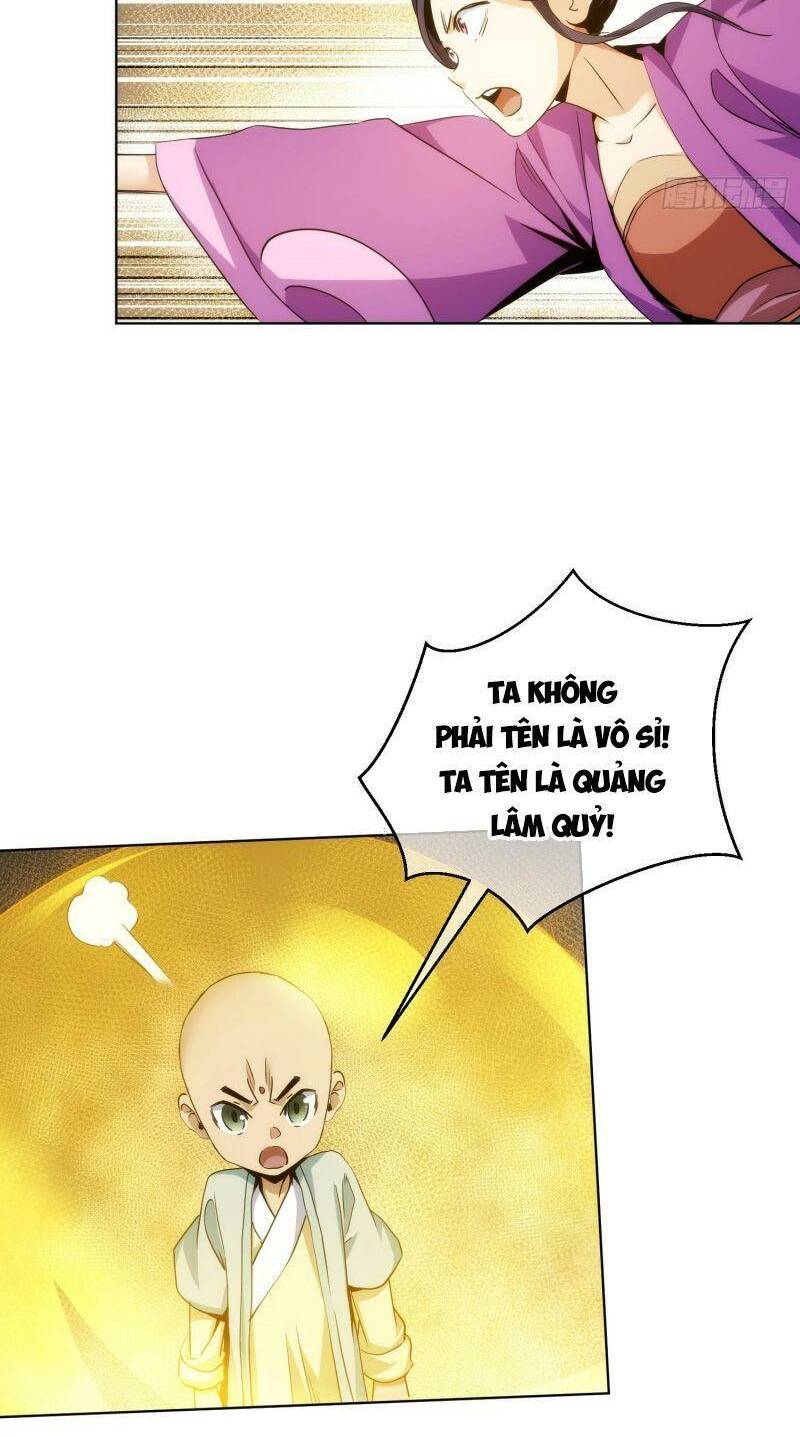 TA KHÔNG
PHẢI TÊN LÀ VÔ SỈ!
TA TÊN LÀ QUẢNG
LÂM QUỶ!